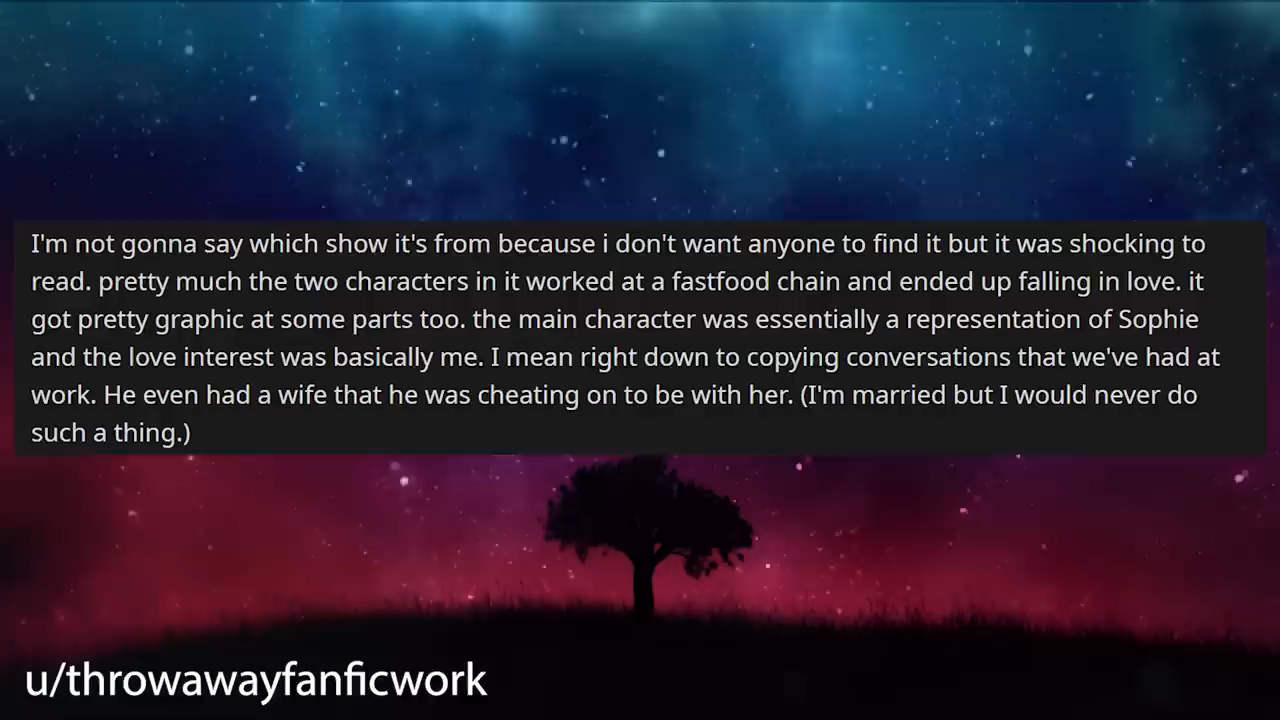 I'm not gonna say which show it's from because i don't want anyone to find it but it was shocking to
read. pretty much the two characters in it worked at a fastfood chain and ended up falling in love. it
got pretty graphic at some parts too. the main character was essentially a representation of Sophie
and the love interest was basically me. I mean right down to copying conversations that we've had at
work. He even had a wife that he was cheating on to be with her. (I'm married but I would never do
such a thing.)
u/throwawayfanficwork